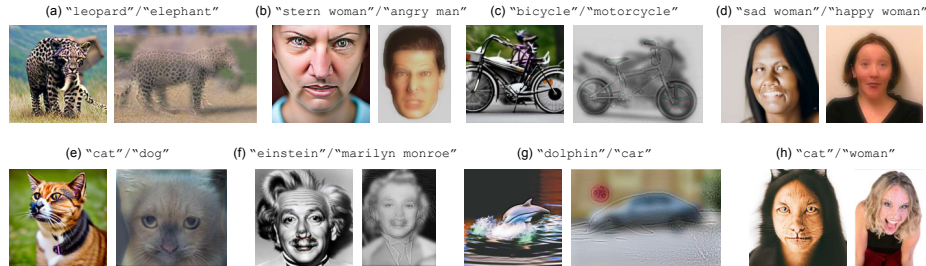 (a) “leopard”/“elephant”
(b) “stern woman”/“angry man”
(c) “bicycle”/“motorcycle”
(d) “sad woman”/“happy woman”
(e) “cat”/“dog”
(f) “einstein”/“marilyn monroe”
(g) “dolphin”/“car”
(h) “cat”/“woman”